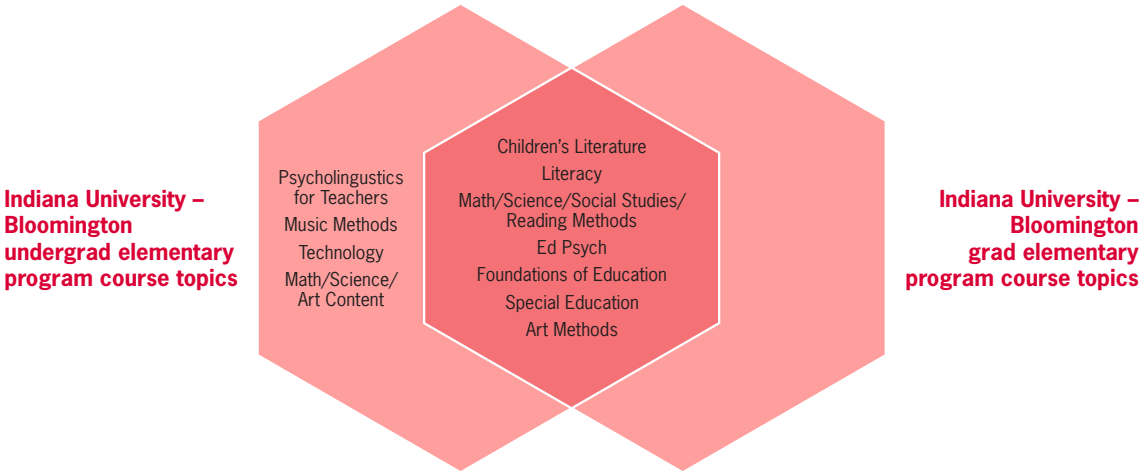 Indiana University –
Bloomington
undergrad elementary
program course topics
Psycholingustics
for Teachers
Music Methods
Technology
Math/Science/
Art Content
Children's Literature
Literacy
Math/Science/Social Studies/
Reading Methods
Ed Psych
Foundations of Education
Special Education
Art Methods
Indiana University –
Bloomington
grad elementary
program course topics